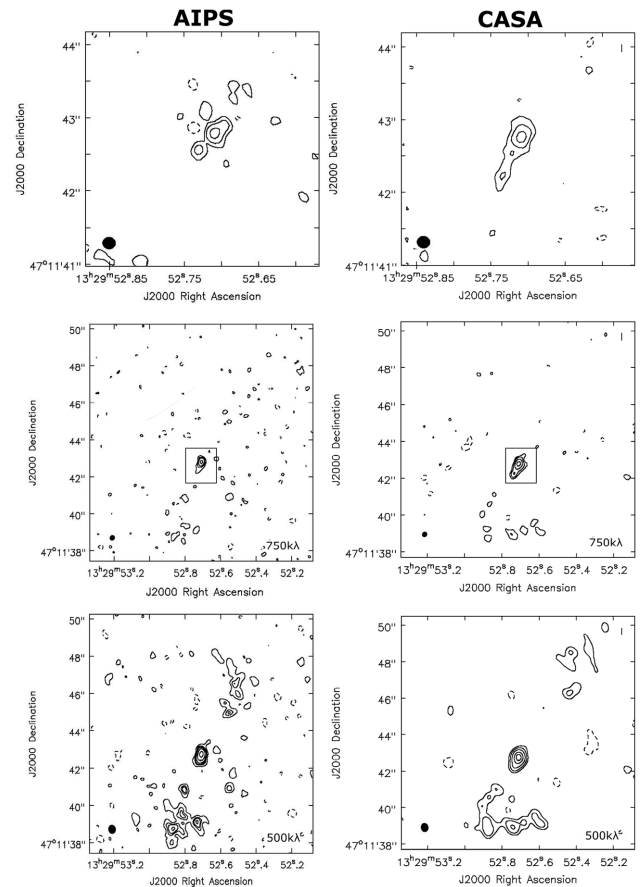 AIPS CASA
44'' 44''
I
J2000 Declination J2000 Declination
43'' 43''
42'' 42''
47°11'41'' 47°11'41''
13ʰ29ᵐ52ˢ.85 52ˢ.75 52ˢ.65 13ʰ29ᵐ52ˢ.85 52ˢ.75 52ˢ.65
J2000 Right Ascension J2000 Right Ascension
50'' 50''
I
48'' 48''
46'' 46''
J2000 Declination J2000 Declination
44'' 44''
42'' 42''
40'' 40''
750kλ 750kλ
47°11'38'' 47°11'38''
13ʰ29ᵐ53ˢ.2 52ˢ.8 52ˢ.6 52ˢ.4 52ˢ.2 13ʰ29ᵐ53ˢ.2 52ˢ.8 52ˢ.6 52ˢ.4 52ˢ.2
J2000 Right Ascension J2000 Right Ascension
50'' 50''
I
48'' 48''
46'' 46''
J2000 Declination J2000 Declination
44'' 44''
42'' 42''
40'' 40''
500kλ 500kλ
47°11'38'' 47°11'38''
13ʰ29ᵐ53ˢ.2 52ˢ.8 52ˢ.6 52ˢ.4 52ˢ.2 13ʰ29ᵐ53ˢ.2 52ˢ.8 52ˢ.6 52ˢ.4 52ˢ.2
J2000 Right Ascension J2000 Right Ascension